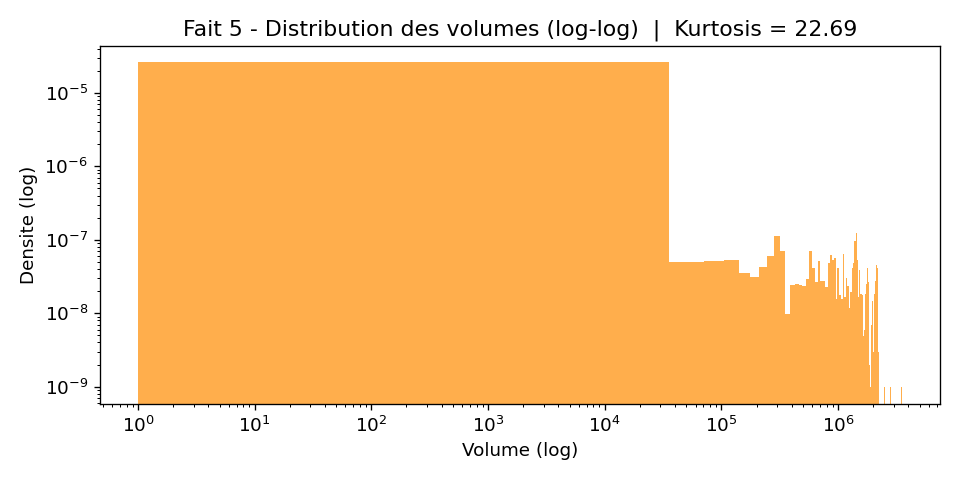 Fait 5 - Distribution des volumes (log-log)  |  Kurtosis = 22.69
Densite (log)
10⁻⁵
10⁻⁶
10⁻⁷
10⁻⁸
10⁻⁹
10⁰ 10¹ 10² 10³ 10⁴ 10⁵ 10⁶
Volume (log)